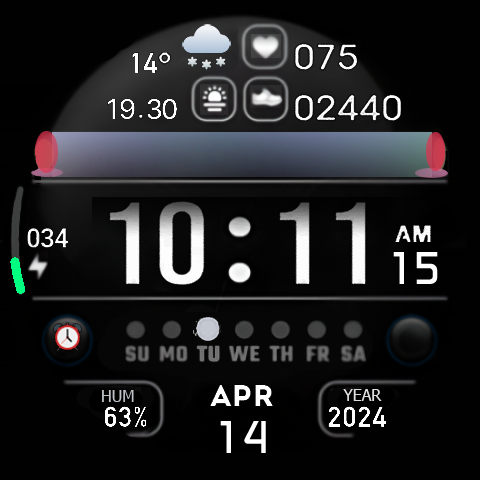 14° 075
19.30 02440
034
10:11 AM
15
SU MO TU WE TH FR SA
HUM
63%
APR
14
YEAR
2024